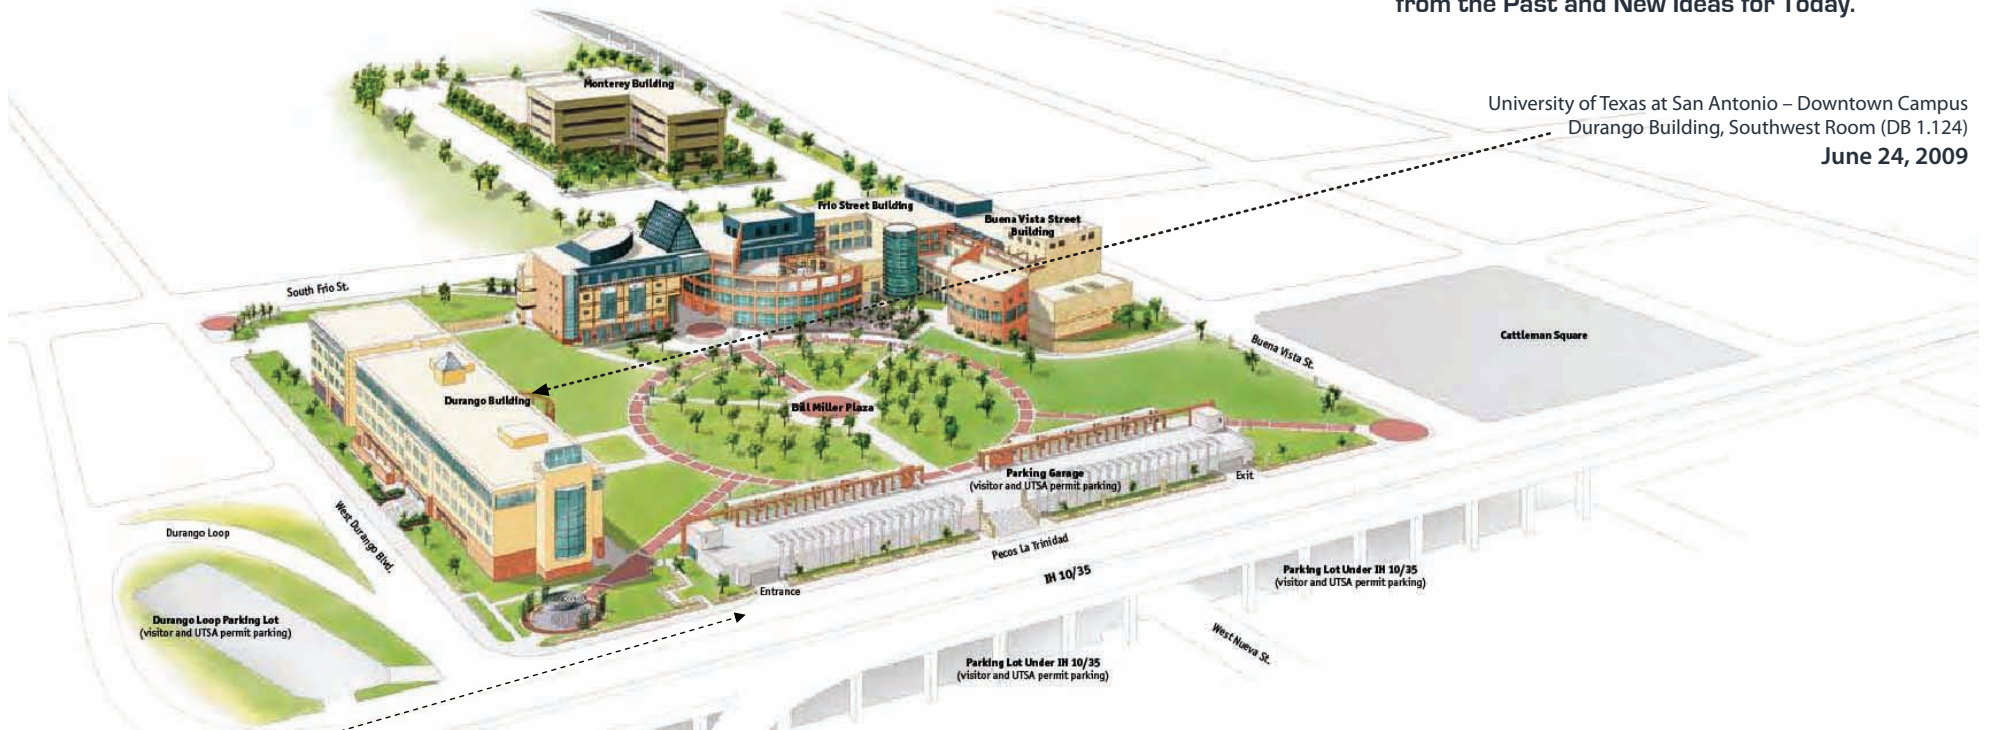 from the Past and New Ideas for Today.
University of Texas at San Antonio – Downtown Campus
Durango Building, Southwest Room (DB 1.124)
June 24, 2009
Monterey Building
Frio Street Building
Buena Vista Street
Building
South Frio St.
Cattleman Square
Buena Vista St.
Durango Building
Bill Miller Plaza
Parking Garage
(visitor and UTSA permit parking)
Exit
Durango Loop
West Durango Blvd.
Pecos La Trinidad
IH 10/35
Parking Lot Under IH 10/35
(visitor and UTSA permit parking)
Entrance
Durango Loop Parking Lot
(visitor and UTSA permit parking)
West Nueva St.
Parking Lot Under IH 10/35
(visitor and UTSA permit parking)